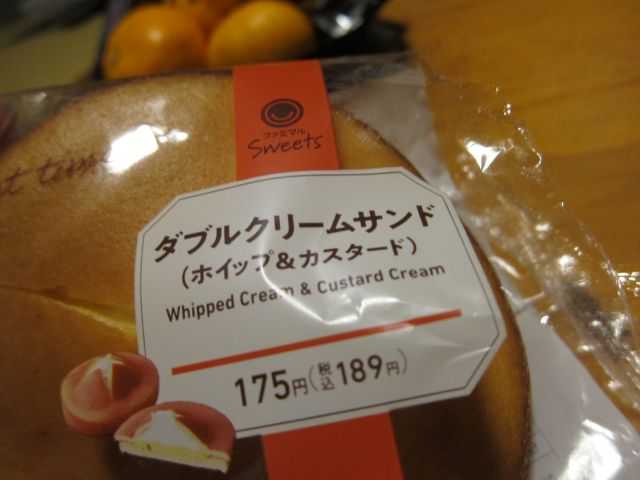 ファミマル
Sweets
ダブルクリームサンド
(ホイップ&カスタード)
Whipped Cream & Custard Cream
175円(税込189円)